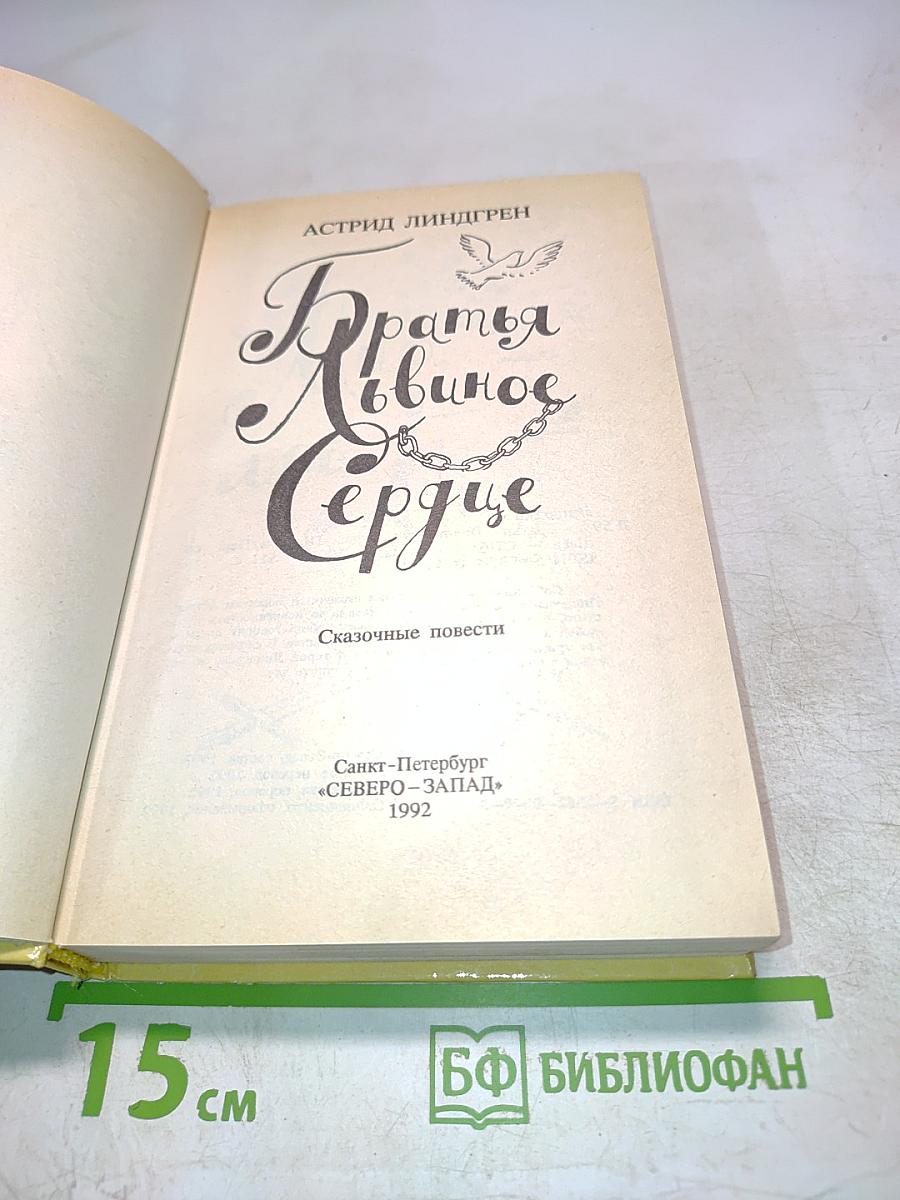 АСТРИД ЛИНДГРЕН
Братья
Львиное
Сердце
Сказочные повести
Санкт-Петербург
«СЕВЕРО-ЗАПАД»
1992
15 см
БФ БИБЛИОФАН